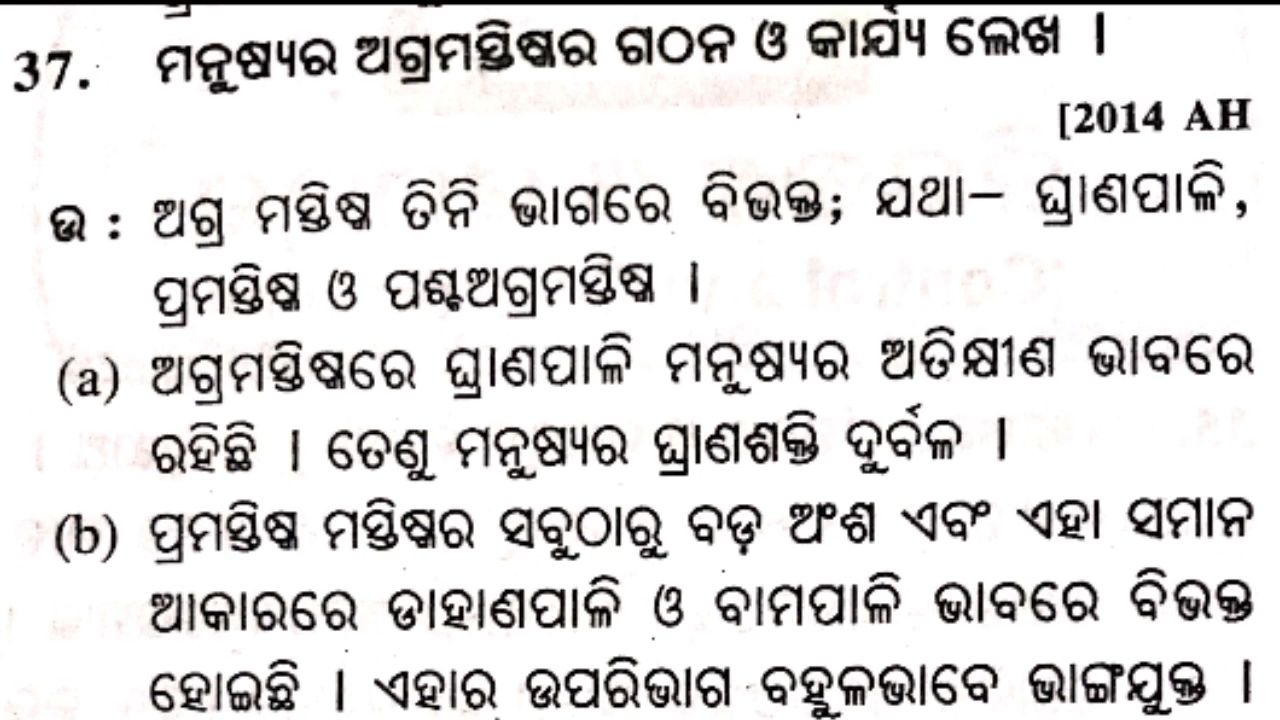 37. ମନୁଷ୍ୟର ଅଗ୍ରମସ୍ତିଷ୍କର ଗଠନ ଓ କାର୍ଯ୍ୟ ଲେଖ ।
[2014 AH
ଉ : ଅଗ୍ର ମସ୍ତିଷ୍କ ତିନି ଭାଗରେ ବିଭକ୍ତ; ଯଥା– ଘ୍ରାଣପାଳି,
ପ୍ରମସ୍ତିଷ୍କ ଓ ପଶ୍ଚଅଗ୍ରମସ୍ତିଷ୍କ ।
(a) ଅଗ୍ରମସ୍ତିଷ୍କରେ ଘ୍ରାଣପାଳି ମନୁଷ୍ୟର ଅତିକ୍ଷୀଣ ଭାବରେ
ରହିଛି । ତେଣୁ ମନୁଷ୍ୟର ଘ୍ରାଣଶକ୍ତି ଦୁର୍ବଳ ।
(b) ପ୍ରମସ୍ତିଷ୍କ ମସ୍ତିଷ୍କର ସବୁଠାରୁ ବଡ଼ ଅଂଶ ଏବଂ ଏହା ସମାନ
ଆକାରରେ ଡାହାଣପାଳି ଓ ବାମପାଳି ଭାବରେ ବିଭକ୍ତ
ହୋଇଛି । ଏହାର ଉପରିଭାଗ ବହୁଳଭାବେ ଭାଙ୍ଗଯୁକ୍ତ ।